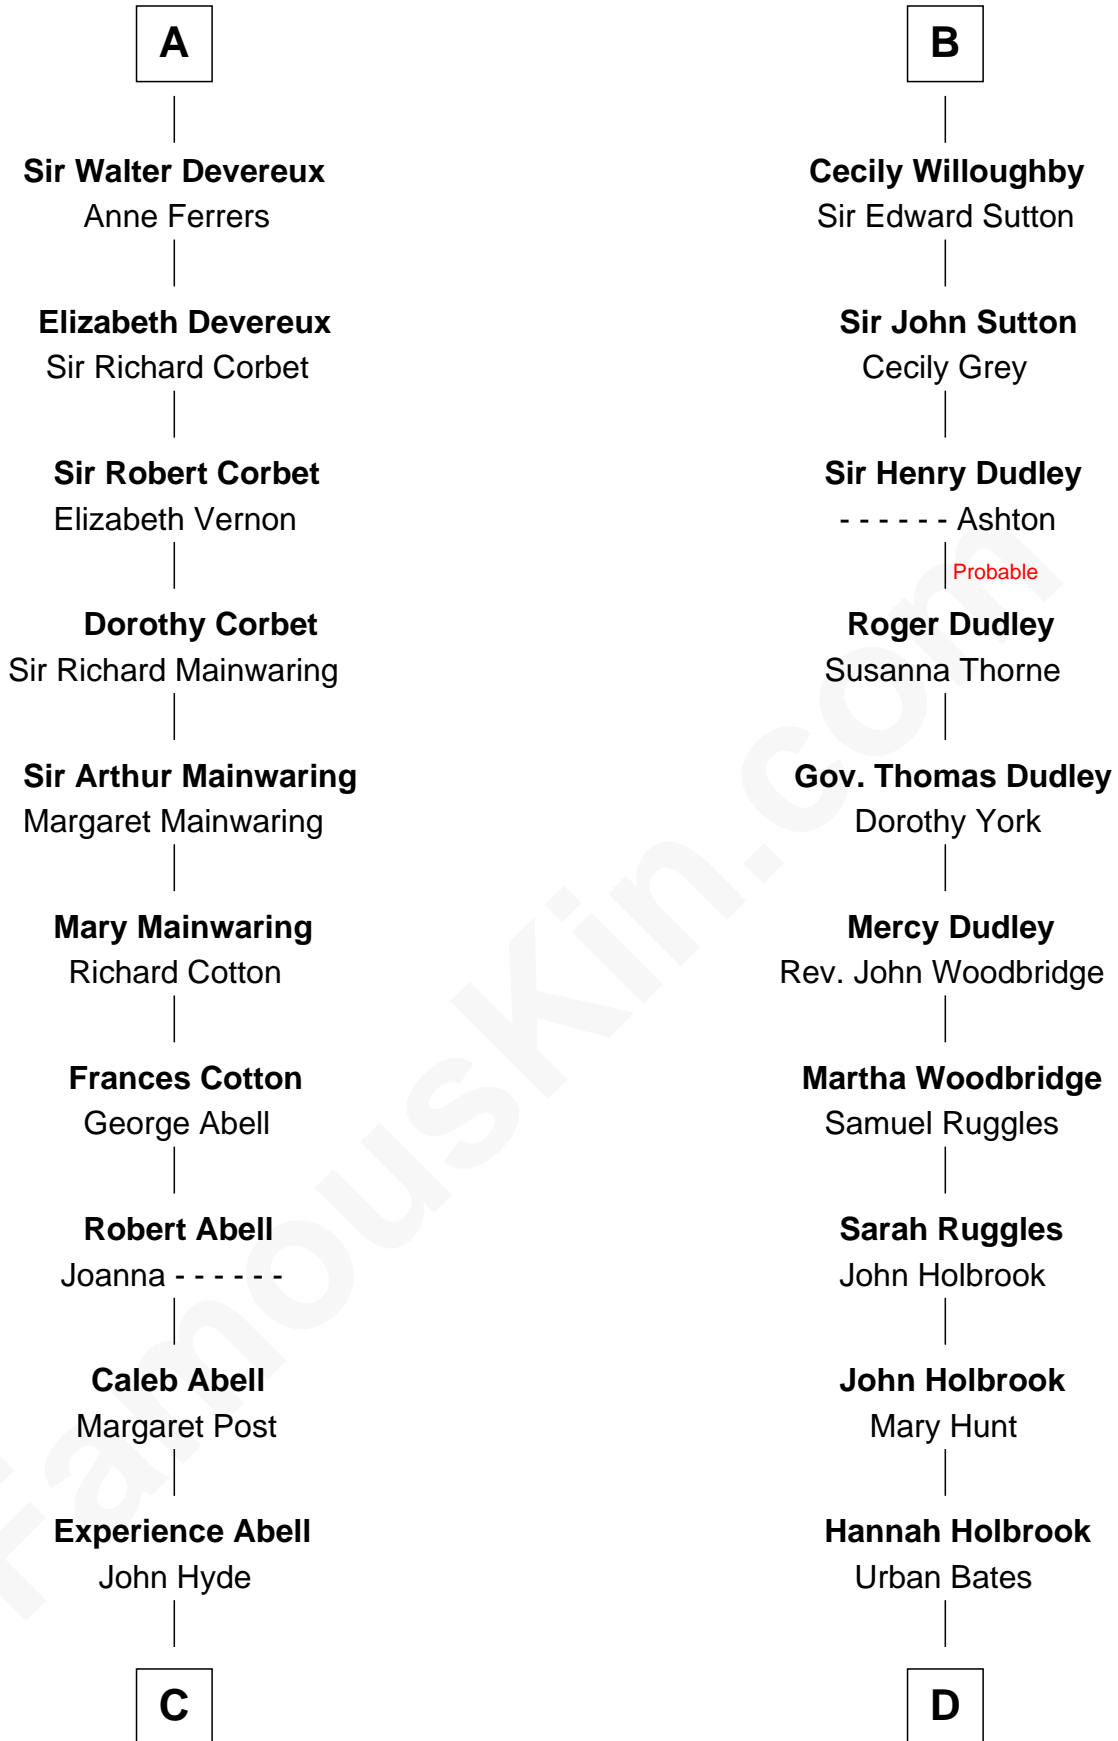 A
Sir Walter Devereux
Anne Ferrers
Elizabeth Devereux
Sir Richard Corbet
Sir Robert Corbet
Elizabeth Vernon
Dorothy Corbet
Sir Richard Mainwaring
Sir Arthur Mainwaring
Margaret Mainwaring
Mary Mainwaring
Richard Cotton
Frances Cotton
George Abell
Robert Abell
Joanna - - - - - -
Caleb Abell
Margaret Post
Experience Abell
John Hyde
C
B
Cecily Willoughby
Sir Edward Sutton
Sir John Sutton
Cecily Grey
Sir Henry Dudley
- - - - - - Ashton
Probable
Roger Dudley
Susanna Thorne
Gov. Thomas Dudley
Dorothy York
Mercy Dudley
Rev. John Woodbridge
Martha Woodbridge
Samuel Ruggles
Sarah Ruggles
John Holbrook
John Holbrook
Mary Hunt
Hannah Holbrook
Urban Bates
D
FamousKin.com